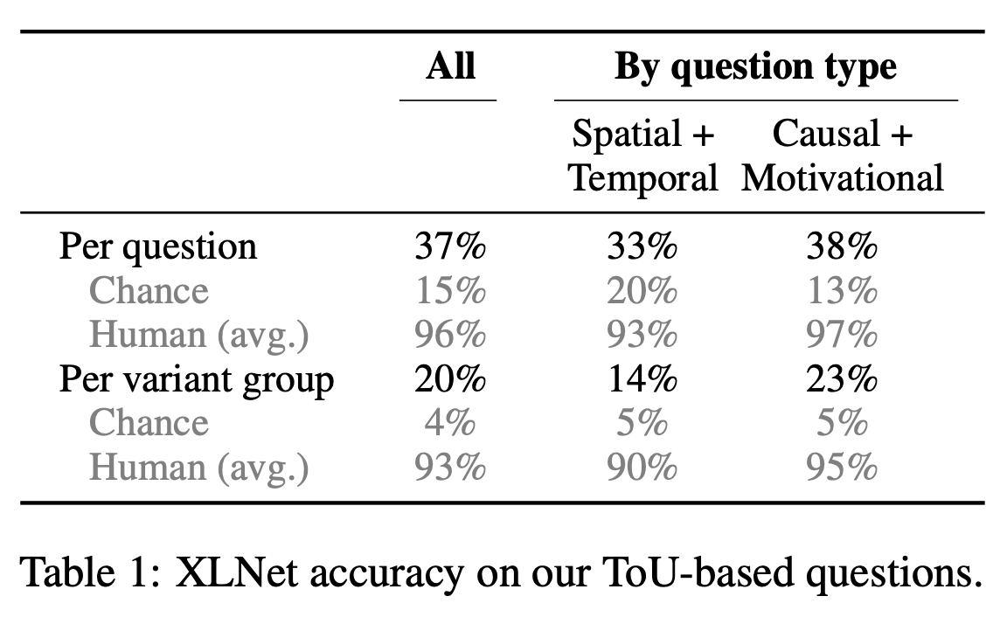 All By question type
Spatial + Causal +
Temporal Motivational
Per question 37% 33% 38%
Chance 15% 20% 13%
Human (avg.) 96% 93% 97%
Per variant group 20% 14% 23%
Chance 4% 5% 5%
Human (avg.) 93% 90% 95%
Table 1: XLNet accuracy on our ToU-based questions.